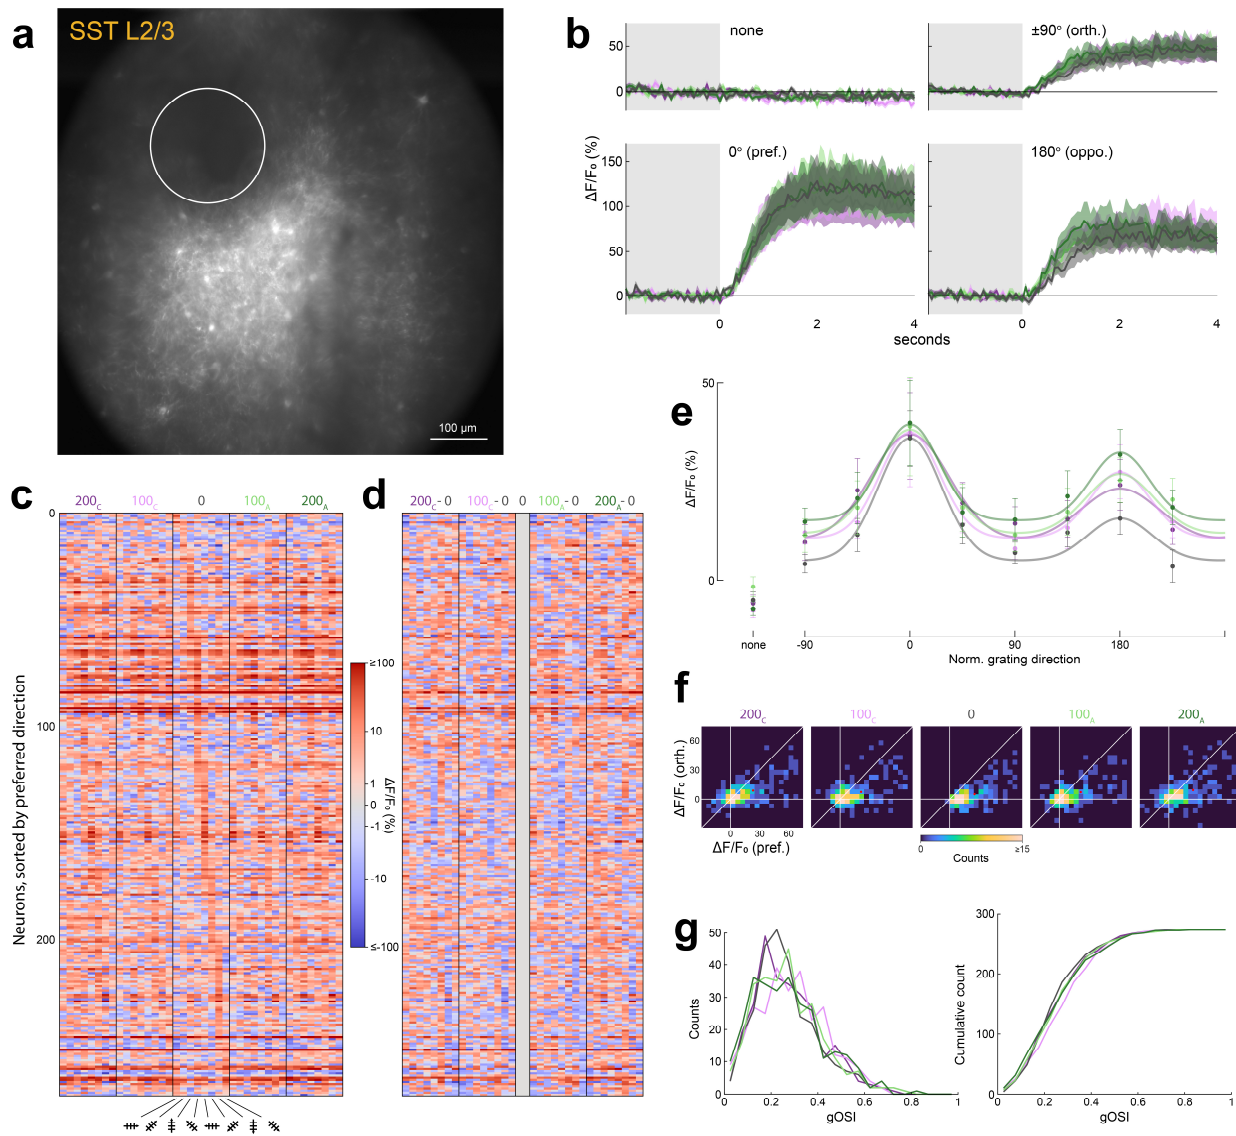 a
SST L2/3
100 µm
b
none
±90° (orth.)
50
0
0° (pref.)
180° (oppo.)
ΔF/F₀ (%)
150
100
50
0
0
2
4
0
2
4
seconds
c
200C
100C
0
100A
200A
Neurons, sorted by preferred direction
0
100
200
≥100
10
1
0
-1
-10
≤-100
ΔF/F₀ (%)
d
200C - 0
100C - 0
0
100A - 0
200A - 0
e
50
0
ΔF/F₀ (%)
none
-90
0
90
180
Norm. grating direction
f
200C
100C
0
100A
200A
ΔF/F₀ (orth.)
60
30
0
0
30
60
ΔF/F₀ (pref.)
0
≥15
Counts
g
50
40
30
20
10
0
Counts
0
0.2
0.4
0.6
0.8
1
gOSI
300
200
100
0
Cumulative count
0
0.2
0.4
0.6
0.8
1
gOSI